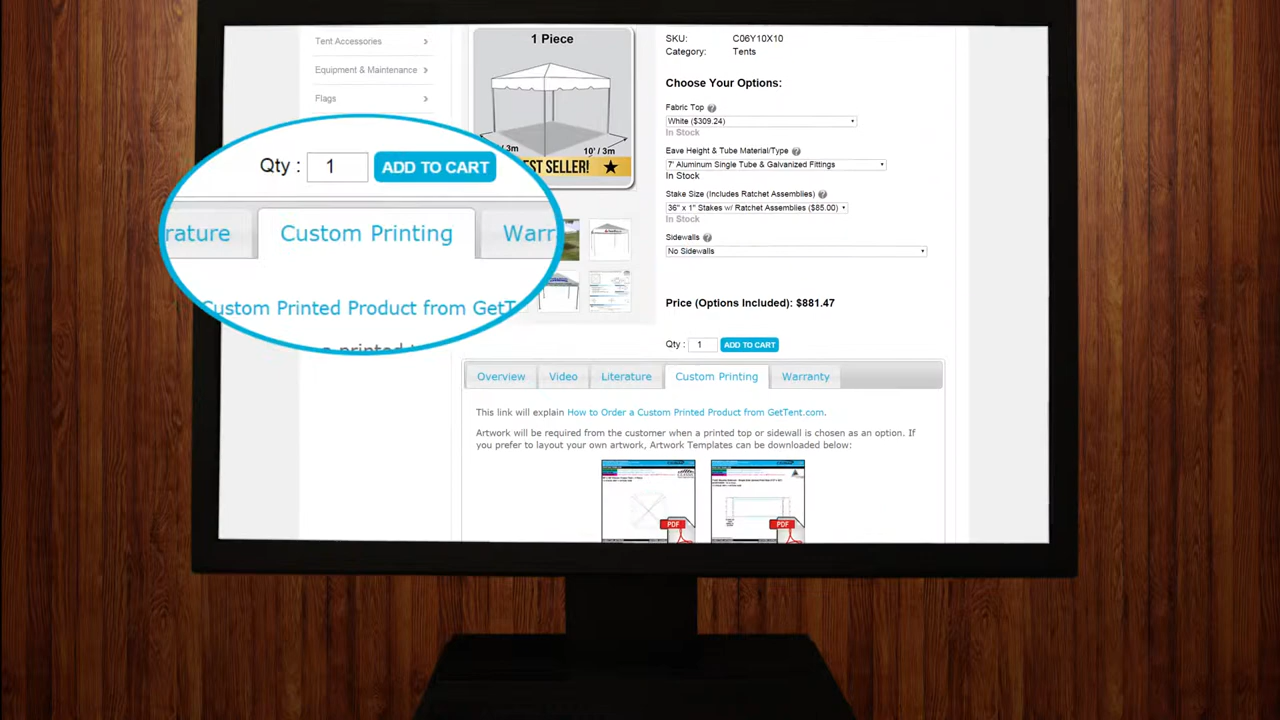 Tent Accessories
Equipment & Maintenance
Flags
1 Piece
10' / 3m
EST SELLER!
SKU: C06Y10X10
Category: Tents
Choose Your Options:
Fabric Top
White ($309.24)
In Stock
Eave Height & Tube Material/Type
7' Aluminum Single Tube & Galvanized Fittings
In Stock
Stake Size (Includes Ratchet Assemblies)
36" x 1" Stakes w/ Ratchet Assemblies ($85.00)
In Stock
Sidewalls
No Sidewalls
Price (Options Included): $881.47
Qty : 1 ADD TO CART
Qty : 1 ADD TO CART
rature Custom Printing Warr
Custom Printed Product from GetT
Overview Video Literature Custom Printing Warranty
This link will explain How to Order a Custom Printed Product from GetTent.com.
Artwork will be required from the customer when a printed top or sidewall is chosen as an option. If
you prefer to layout your own artwork, Artwork Templates can be downloaded below:
PDF
PDF